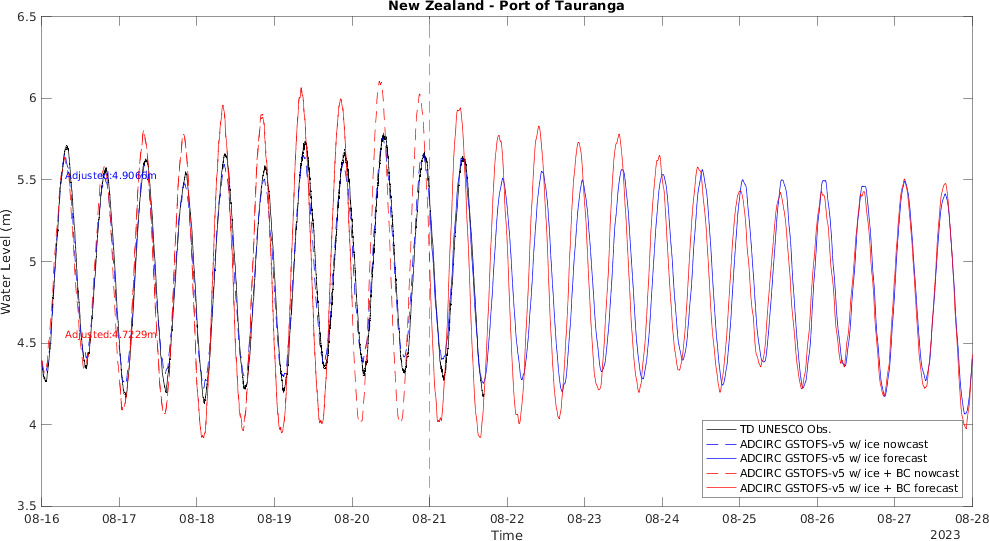 New Zealand - Port of Tauranga
6.5
6
5.5
5
4.5
4
3.5
Water Level (m)
Adjusted:4.9066m
Adjusted:4.7229m
TD UNESCO Obs.
ADCIRC GSTOFS-v5 w/ ice nowcast
ADCIRC GSTOFS-v5 w/ ice forecast
ADCIRC GSTOFS-v5 w/ ice + BC nowcast
ADCIRC GSTOFS-v5 w/ ice + BC forecast
08-16 08-17 08-18 08-19 08-20 08-21 08-22 08-23 08-24 08-25 08-26 08-27 08-28
Time
2023